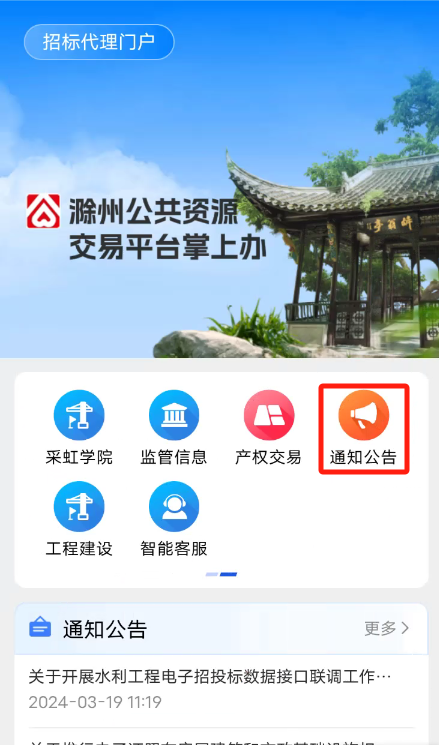 招标代理门户
滁州公共资源
交易平台掌上办
采虹学院 监管信息 产权交易 通知公告
工程建设 智能客服
通知公告 更多
关于开展水利工程电子招投标数据接口联调工作…
2024-03-19 11:19